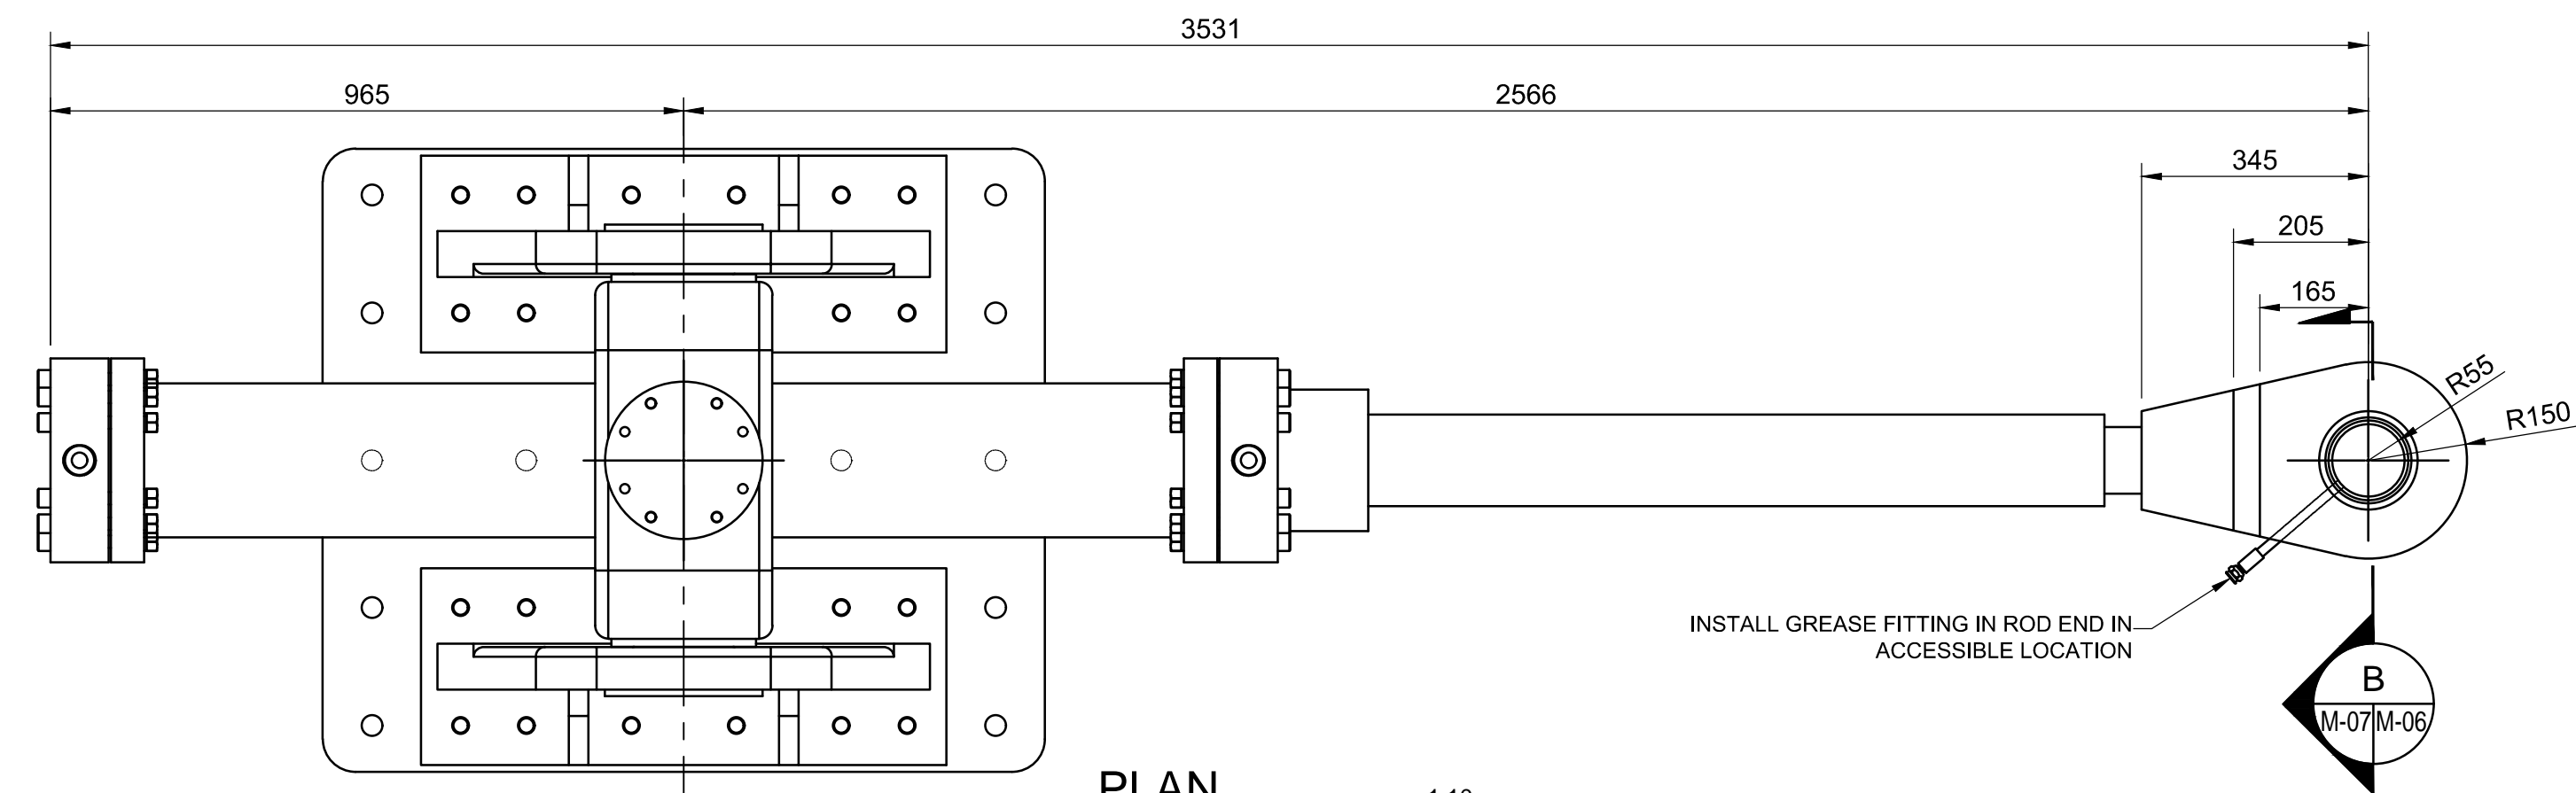 3531
965
2566
345
205
165
R55
R150
INSTALL GREASE FITTING IN ROD END IN
ACCESSIBLE LOCATION
B
M-07 M-06
PLAN